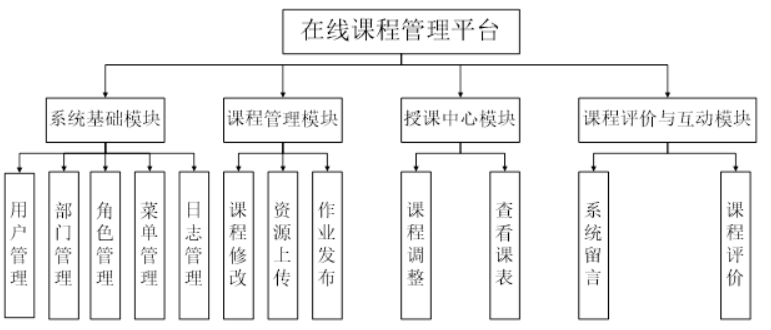 在线课程管理平台
系统基础模块
课程管理模块
授课中心模块
课程评价与互动模块
用户管理
部门管理
角色管理
菜单管理
日志管理
课程修改
资源上传
作业发布
课程调整
查看课表
系统留言
课程评价